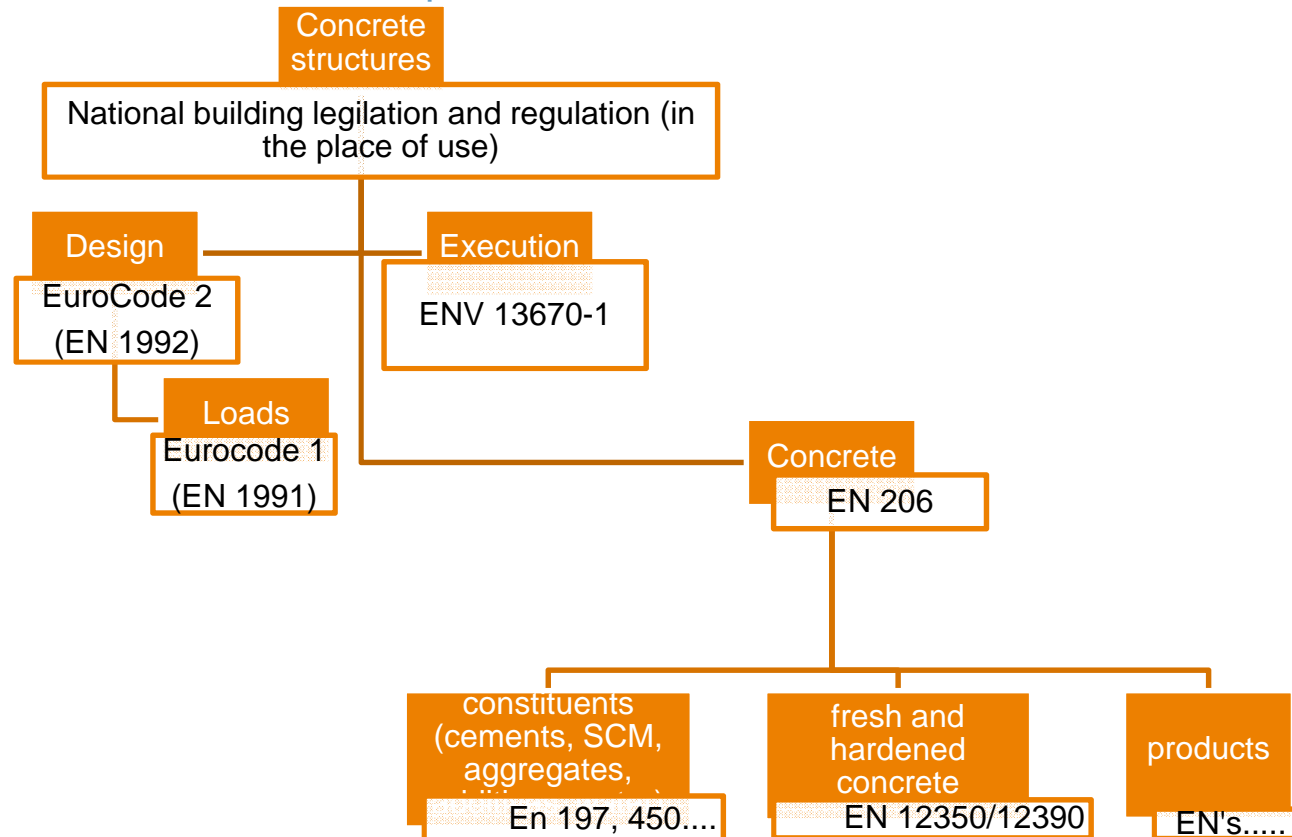 Concrete
structures
National building legilation and regulation (in
the place of use)
Design
EuroCode 2
(EN 1992)
Execution
ENV 13670-1
Loads
Eurocode 1
(EN 1991)
Concrete
EN 206
constituents
(cements, SCM,
aggregates,
En 197, 450....
fresh and
hardened
concrete
EN 12350/12390
products
EN's.....